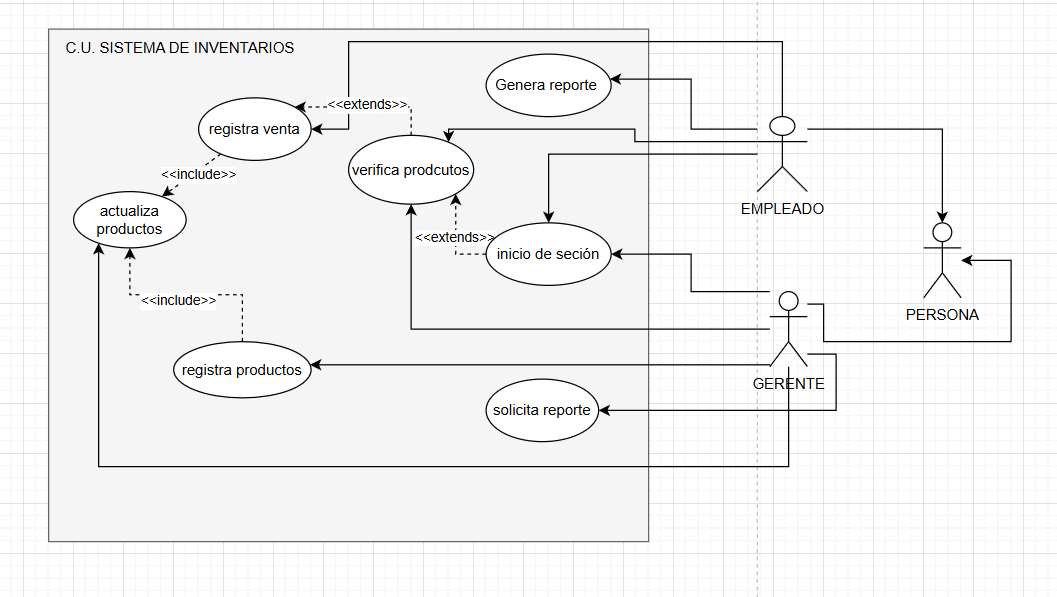 C.U. SISTEMA DE INVENTARIOS
Genera reporte
<<extends>>
registra venta
verifica prodcutos
<<include>>
actualiza
productos
EMPLEADO
<<extends>>
inicio de seción
PERSONA
<<include>>
registra productos
GERENTE
solicita reporte